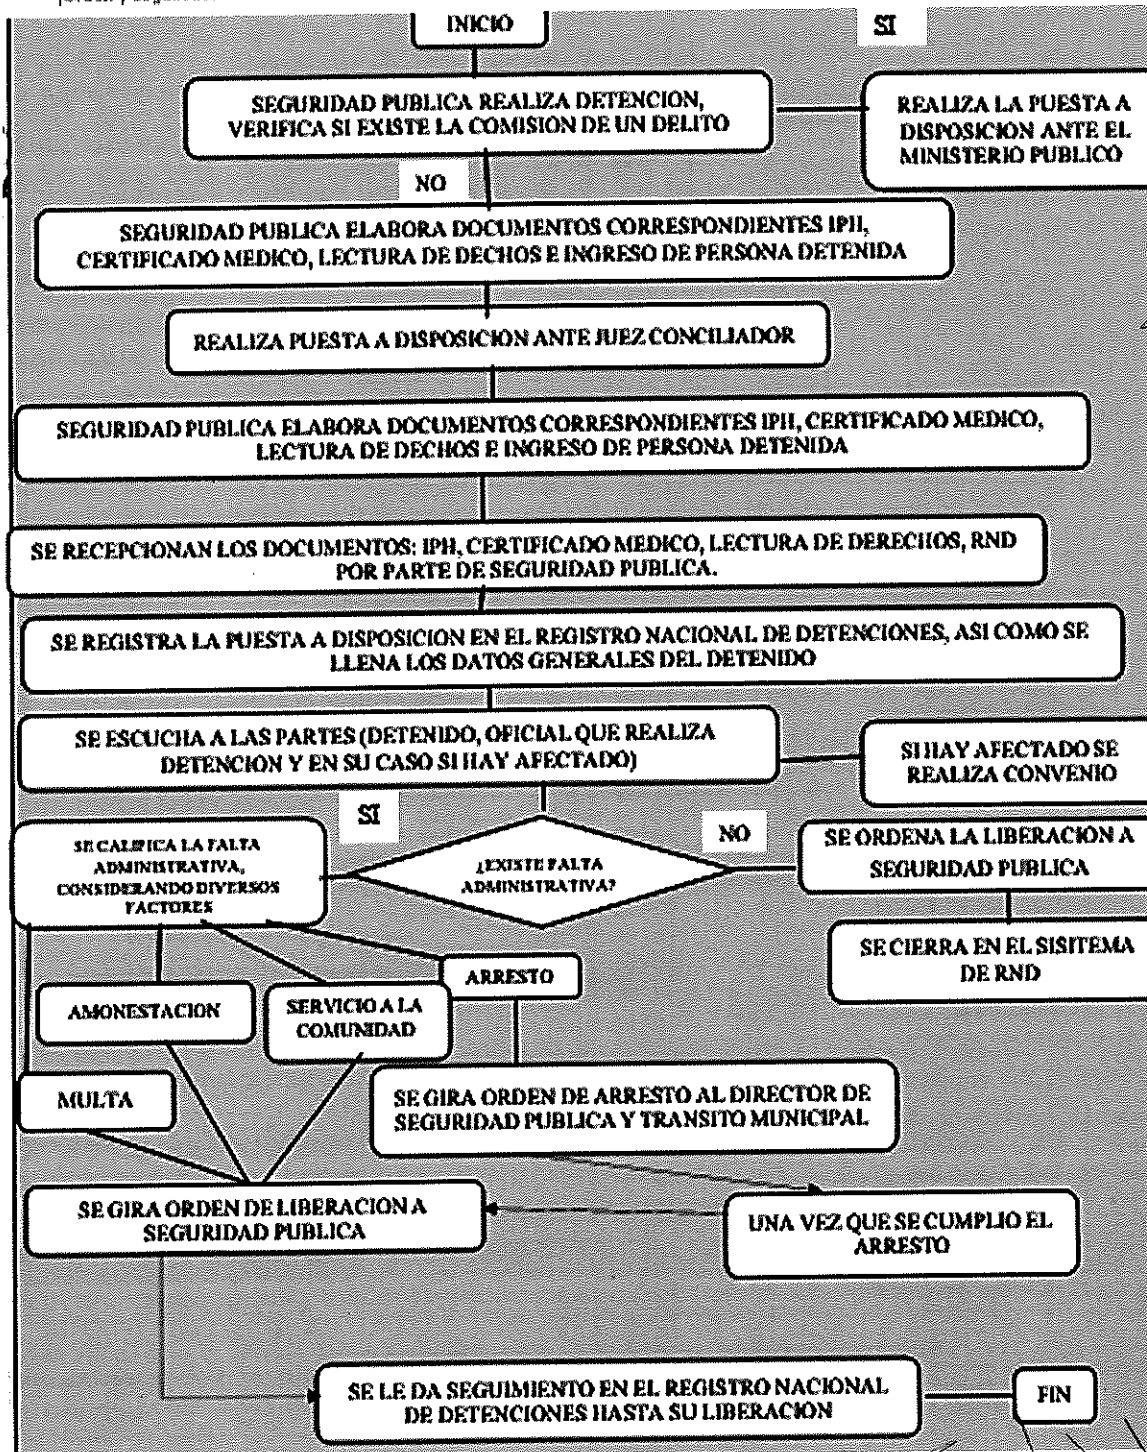 INICIO
SI
SEGURIDAD PUBLICA REALIZA DETENCION,
VERIFICA SI EXISTE LA COMISION DE UN DELITO
REALIZA LA PUESTA A
DISPOSICION ANTE EL
MINISTERIO PUBLICO
NO
SEGURIDAD PUBLICA ELABORA DOCUMENTOS CORRESPONDIENTES IPH,
CERTIFICADO MEDICO, LECTURA DE DECHOS E INGRESO DE PERSONA DETENIDA
REALIZA PUESTA A DISPOSICION ANTE JUEZ CONCILIADOR
SEGURIDAD PUBLICA ELABORA DOCUMENTOS CORRESPONDIENTES IPH, CERTIFICADO MEDICO,
LECTURA DE DECHOS E INGRESO DE PERSONA DETENIDA
SE RECEPCIONAN LOS DOCUMENTOS: IPH, CERTIFICADO MEDICO, LECTURA DE DERECHOS, RND
POR PARTE DE SEGURIDAD PUBLICA.
SE REGISTRA LA PUESTA A DISPOSICION EN EL REGISTRO NACIONAL DE DETENCIONES, ASI COMO SE
LLENA LOS DATOS GENERALES DEL DETENIDO
SE ESCUCHA A LAS PARTES (DETENIDO, OFICIAL QUE REALIZA
DETENCION Y EN SU CASO SI HAY AFECTADO)
SI HAY AFECTADO SE
REALIZA CONVENIO
SI
NO
SE CALIFICA LA FALTA
ADMINISTRATIVA,
CONSIDERANDO DIVERSOS
FACTORES
¿EXISTE FALTA
ADMINISTRATIVA?
SE ORDENA LA LIBERACION A
SEGURIDAD PUBLICA
SE CIERRA EN EL SISITEMA
DE RND
ARRESTO
AMONESTACION
SERVICIO A LA
COMUNIDAD
MULTA
SE GIRA ORDEN DE ARRESTO AL DIRECTOR DE
SEGURIDAD PUBLICA Y TRANSITO MUNICIPAL
SE GIRA ORDEN DE LIBERACION A
SEGURIDAD PUBLICA
UNA VEZ QUE SE CUMPLIO EL
ARRESTO
SE LE DA SEGUIMIENTO EN EL REGISTRO NACIONAL
DE DETENCIONES HASTA SU LIBERACION
FIN